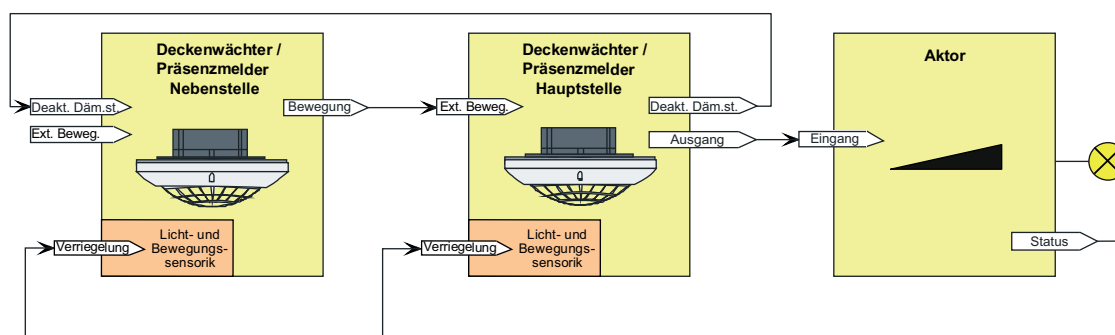 Deckenwächter /
Präsenzmelder
Nebenstelle
Deakt. Däm.st.
Ext. Beweg.
Bewegung
Verriegelung
Licht- und
Bewegungs-
sensorik
Deckenwächter /
Präsenzmelder
Hauptstelle
Ext. Beweg.
Deakt. Däm.st.
Ausgang
Verriegelung
Licht- und
Bewegungs-
sensorik
Aktor
Eingang
Status